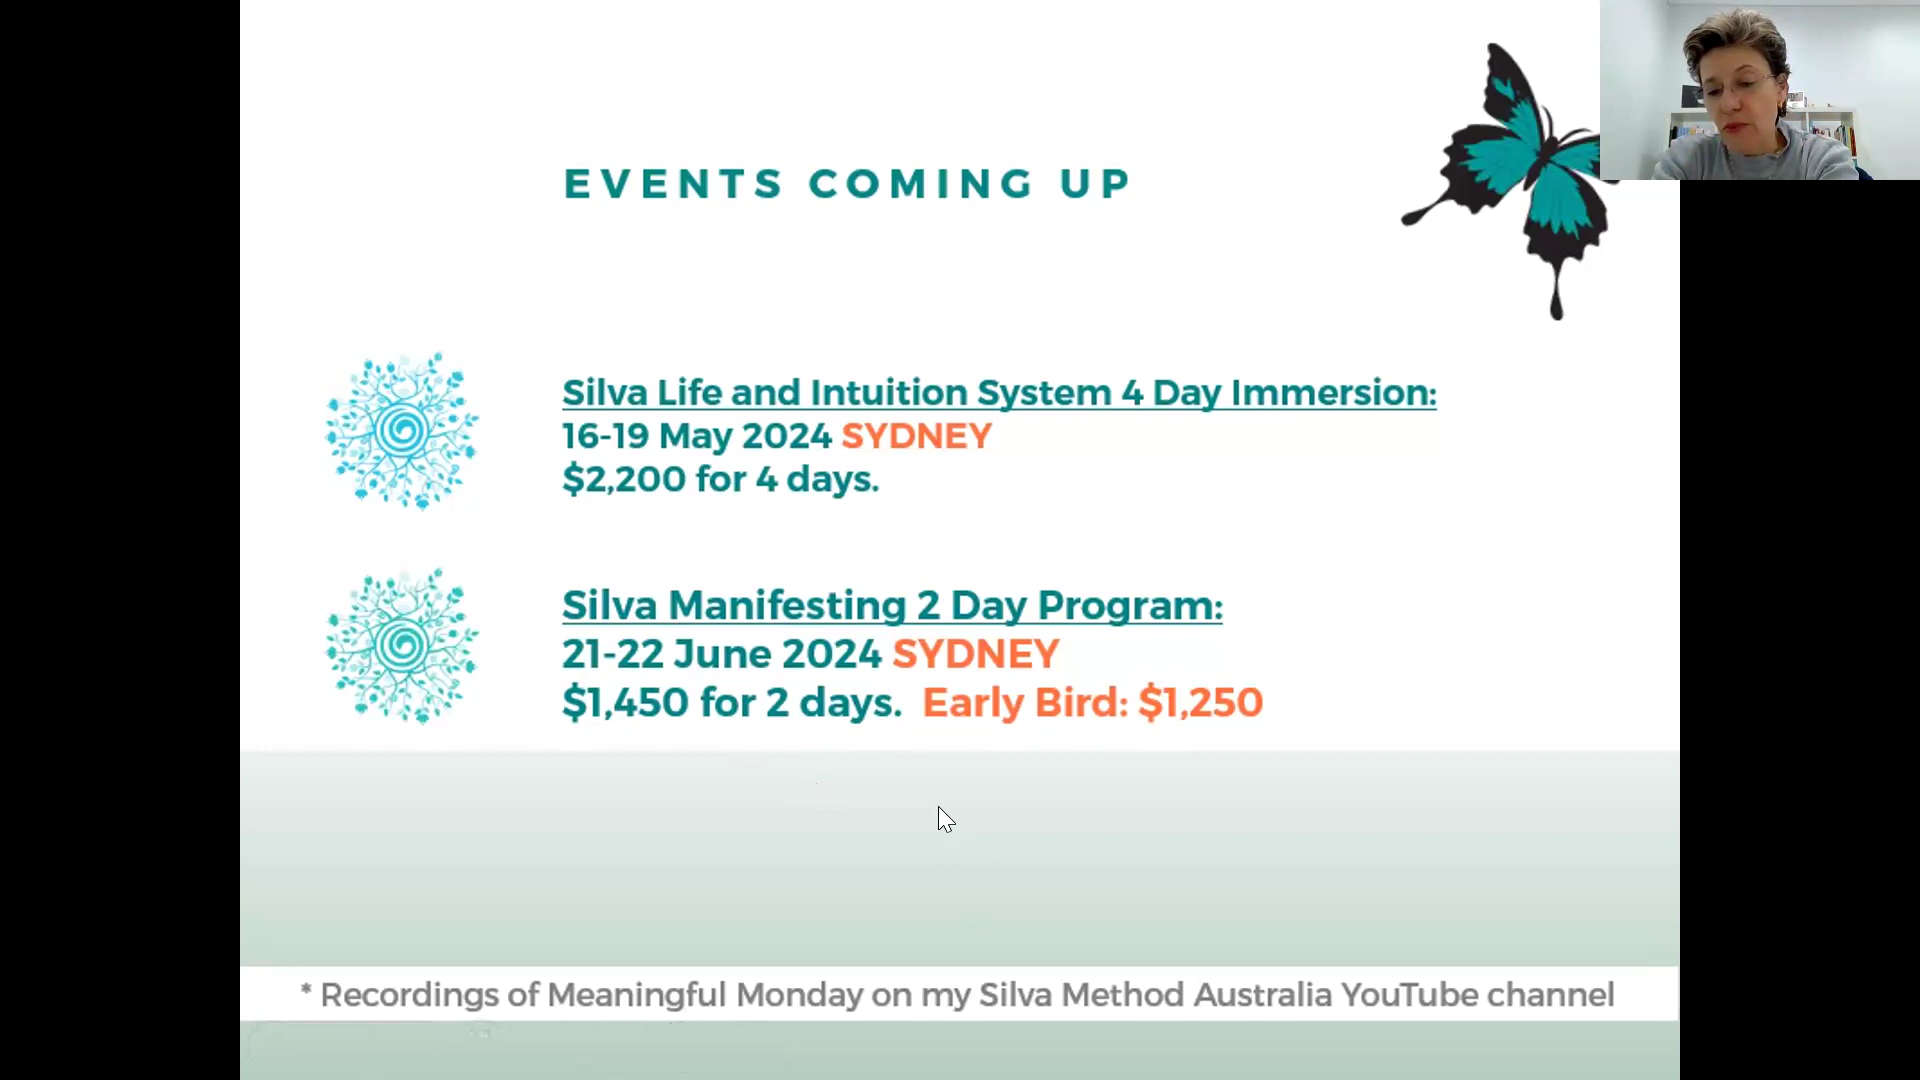 EVENTS COMING UP
Silva Life and Intuition System 4 Day Immersion:
16-19 May 2024 SYDNEY
$2,200 for 4 days.
Silva Manifesting 2 Day Program:
21-22 June 2024 SYDNEY
$1,450 for 2 days. Early Bird: $1,250
* Recordings of Meaningful Monday on my Silva Method Australia YouTube channel